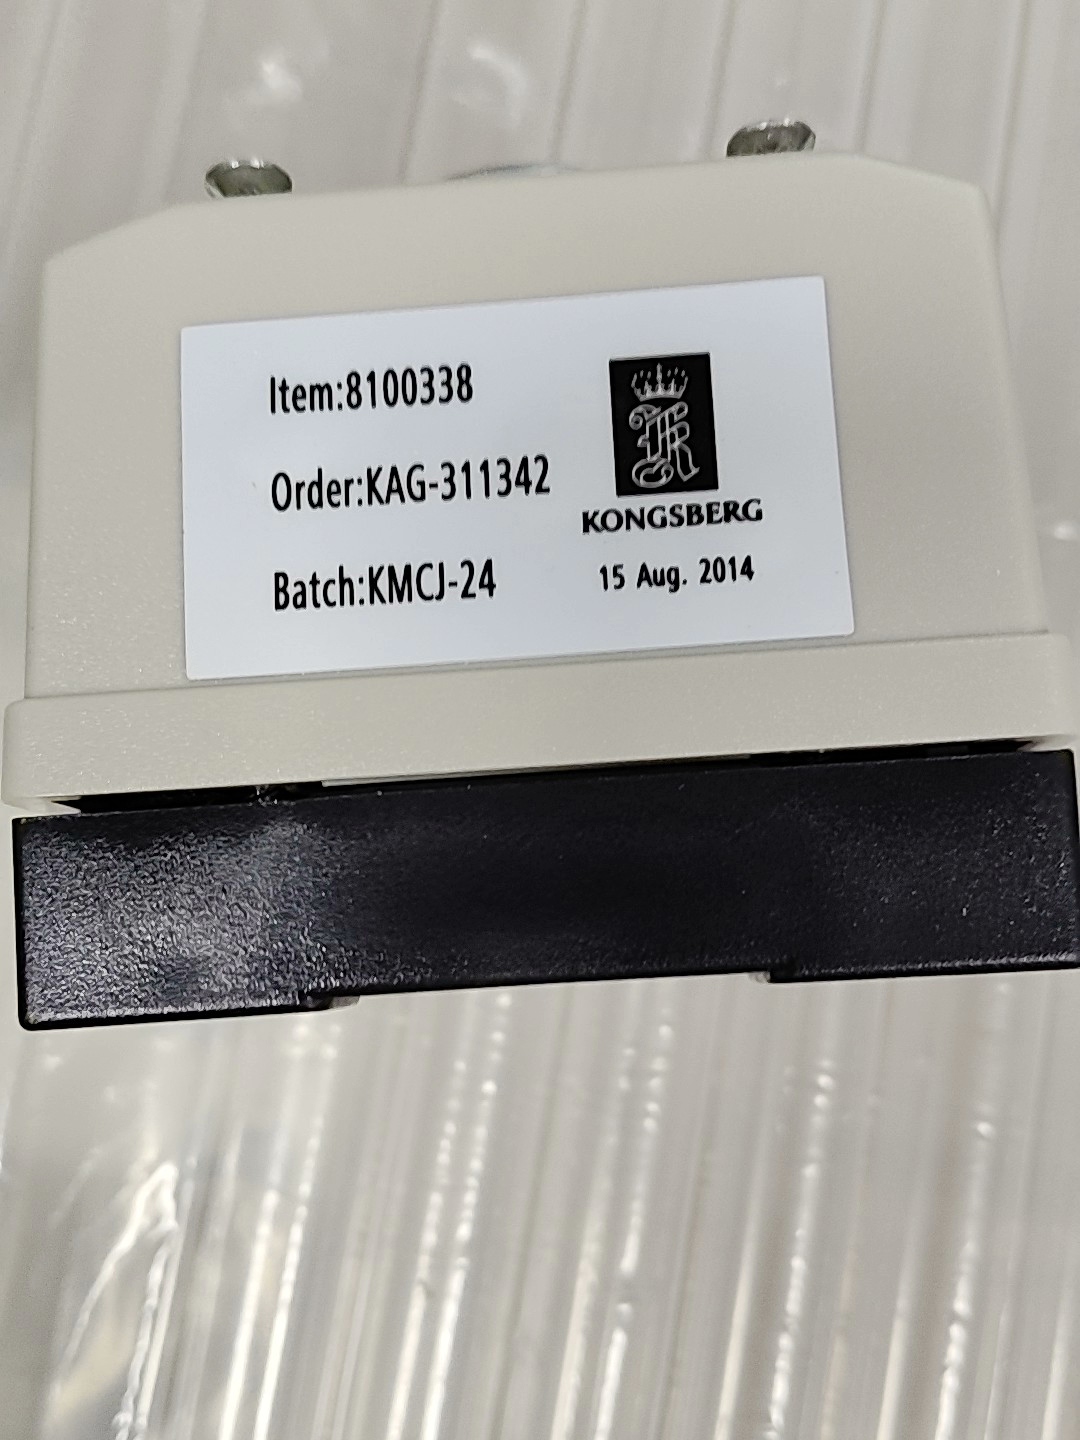 Item:8100338
Order:KAG-311342
Batch:KMCJ-24
KONGSBERG
15 Aug. 2014